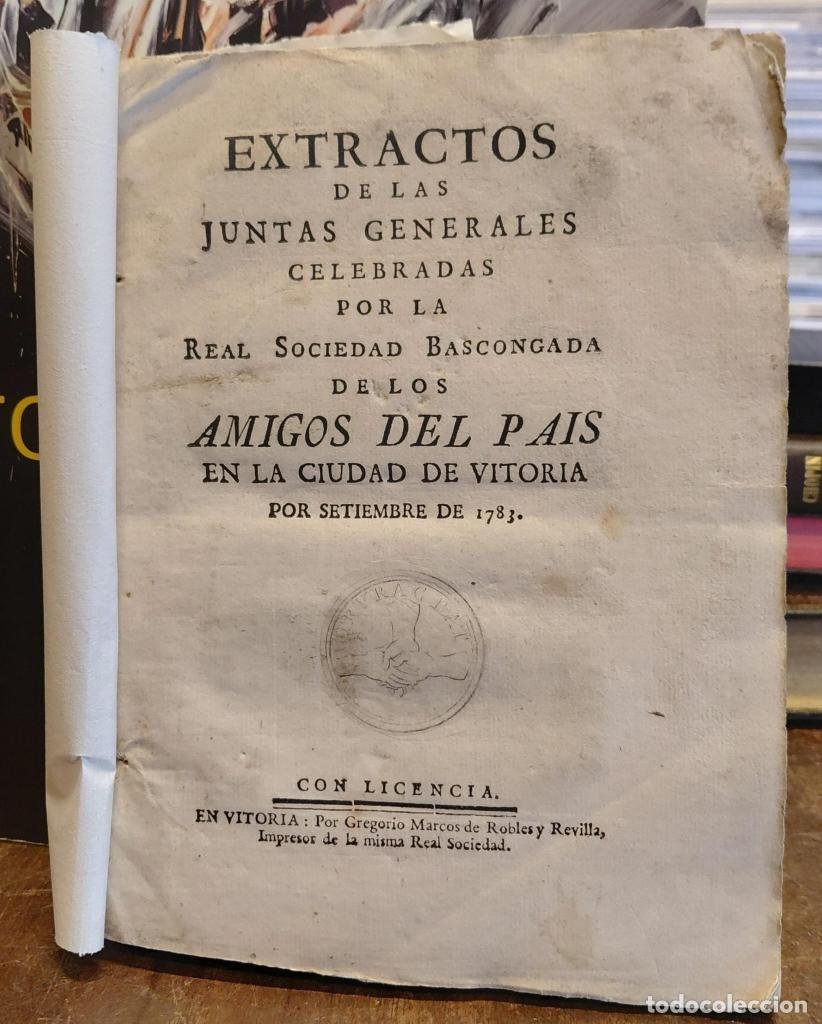 EXTRACTOS
DE LAS
JUNTAS GENERALES
CELEBRADAS
POR LA
REAL SOCIEDAD BASCONGADA
DE LOS
AMIGOS DEL PAIS
EN LA CIUDAD DE VITORIA
POR SETIEMBRE DE 1783.
CON LICENCIA.
EN VITORIA: Por Gregorio Marcos de Robles y Revilla,
Impresor de la misma Real Sociedad.
CHOPIN
todocoleccion